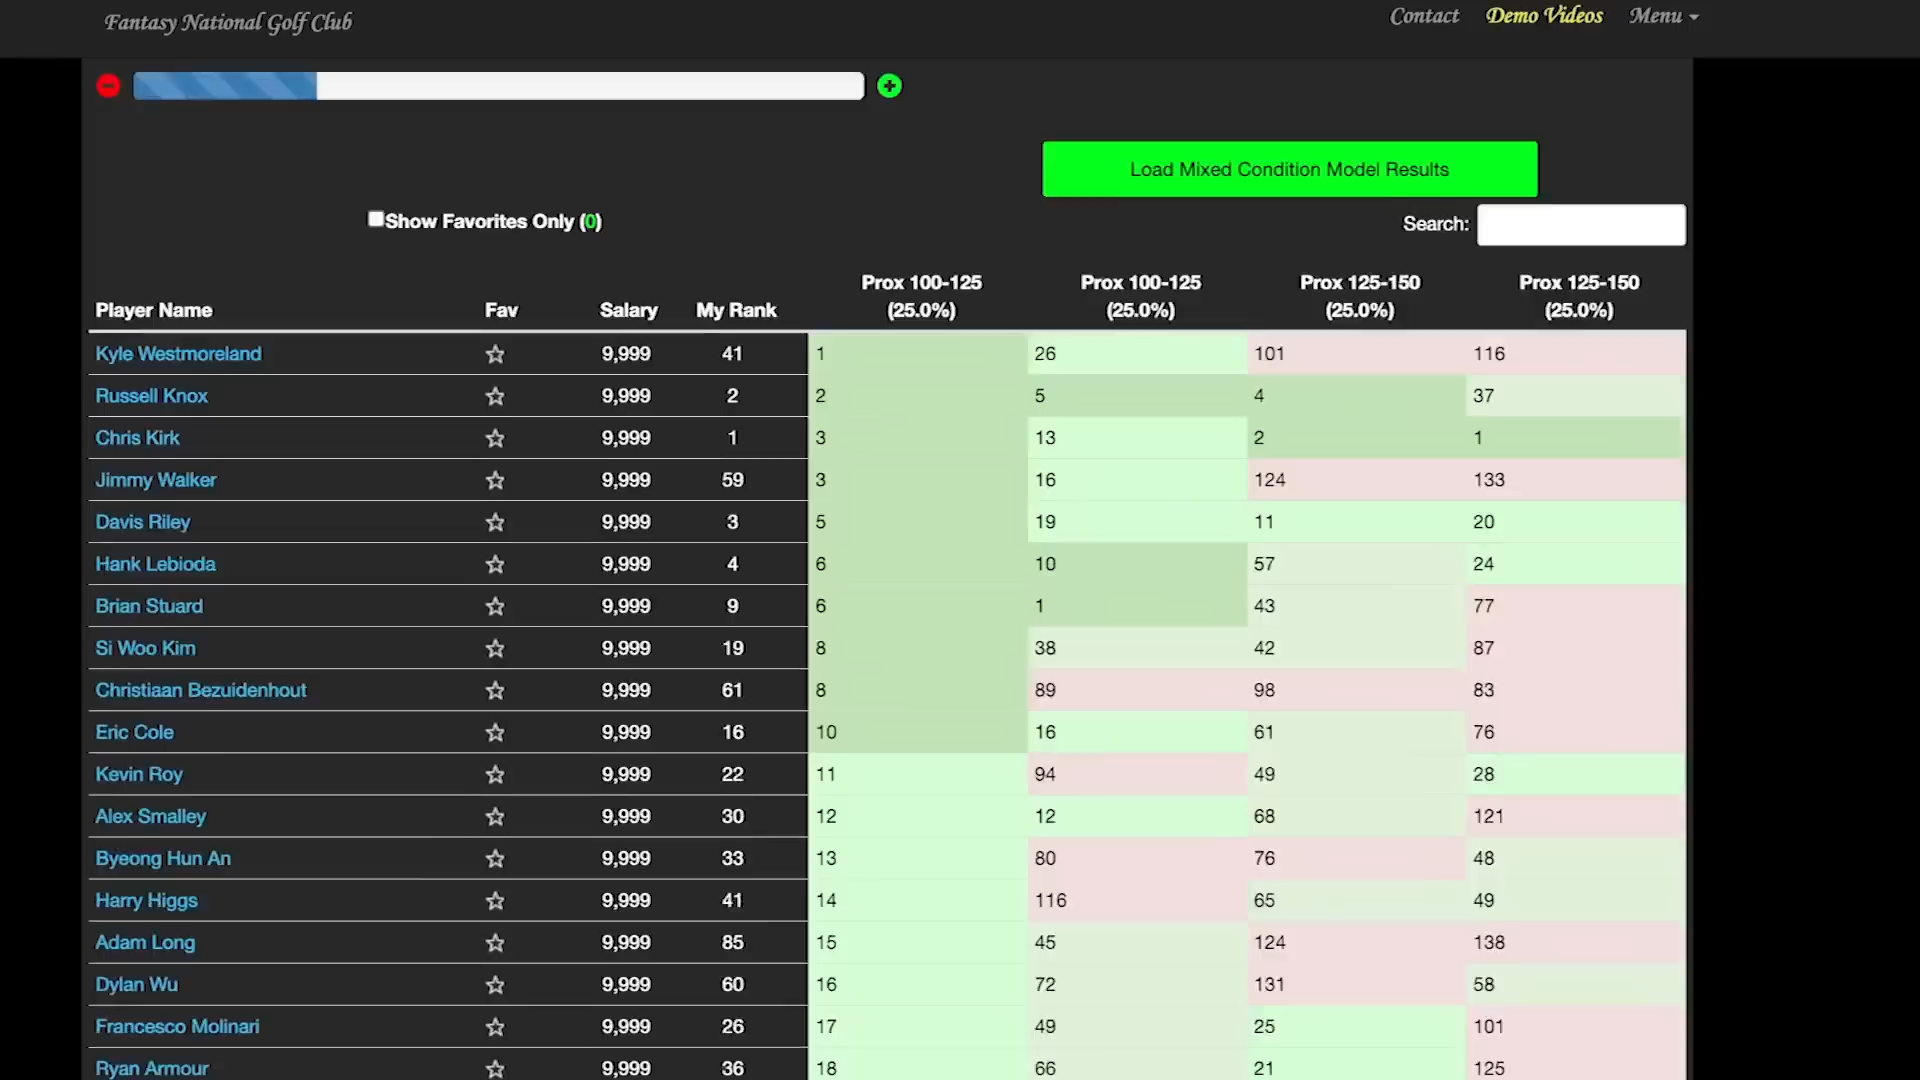 Fantasy National Golf Club
Contact Demo Videos Menu
Load Mixed Condition Model Results
Show Favorites Only (0)
Search:
Player Name Fav Salary My Rank Prox 100-125 (25.0%) Prox 100-125 (25.0%) Prox 125-150 (25.0%) Prox 125-150 (25.0%)
Kyle Westmoreland 9,999 41 1 26 101 116
Russell Knox 9,999 2 2 5 4 37
Chris Kirk 9,999 1 3 13 2 1
Jimmy Walker 9,999 59 3 16 124 133
Davis Riley 9,999 3 5 19 11 20
Hank Lebioda 9,999 4 6 10 57 24
Brian Stuard 9,999 9 6 1 43 77
Si Woo Kim 9,999 19 8 38 42 87
Christiaan Bezuidenhout 9,999 61 8 89 98 83
Eric Cole 9,999 16 10 16 61 76
Kevin Roy 9,999 22 11 94 49 28
Alex Smalley 9,999 30 12 12 68 121
Byeong Hun An 9,999 33 13 80 76 48
Harry Higgs 9,999 41 14 116 65 49
Adam Long 9,999 85 15 45 124 138
Dylan Wu 9,999 60 16 72 131 58
Francesco Molinari 9,999 26 17 49 25 101
Ryan Armour 9,999 36 18 66 21 125